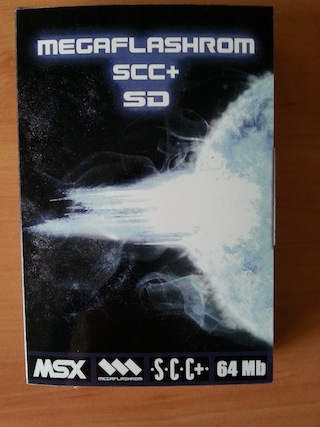 MEGAFLASHROM
SCC+
SD
MSX MEGAFLASHROM ·S·C·C+· 64 Mb